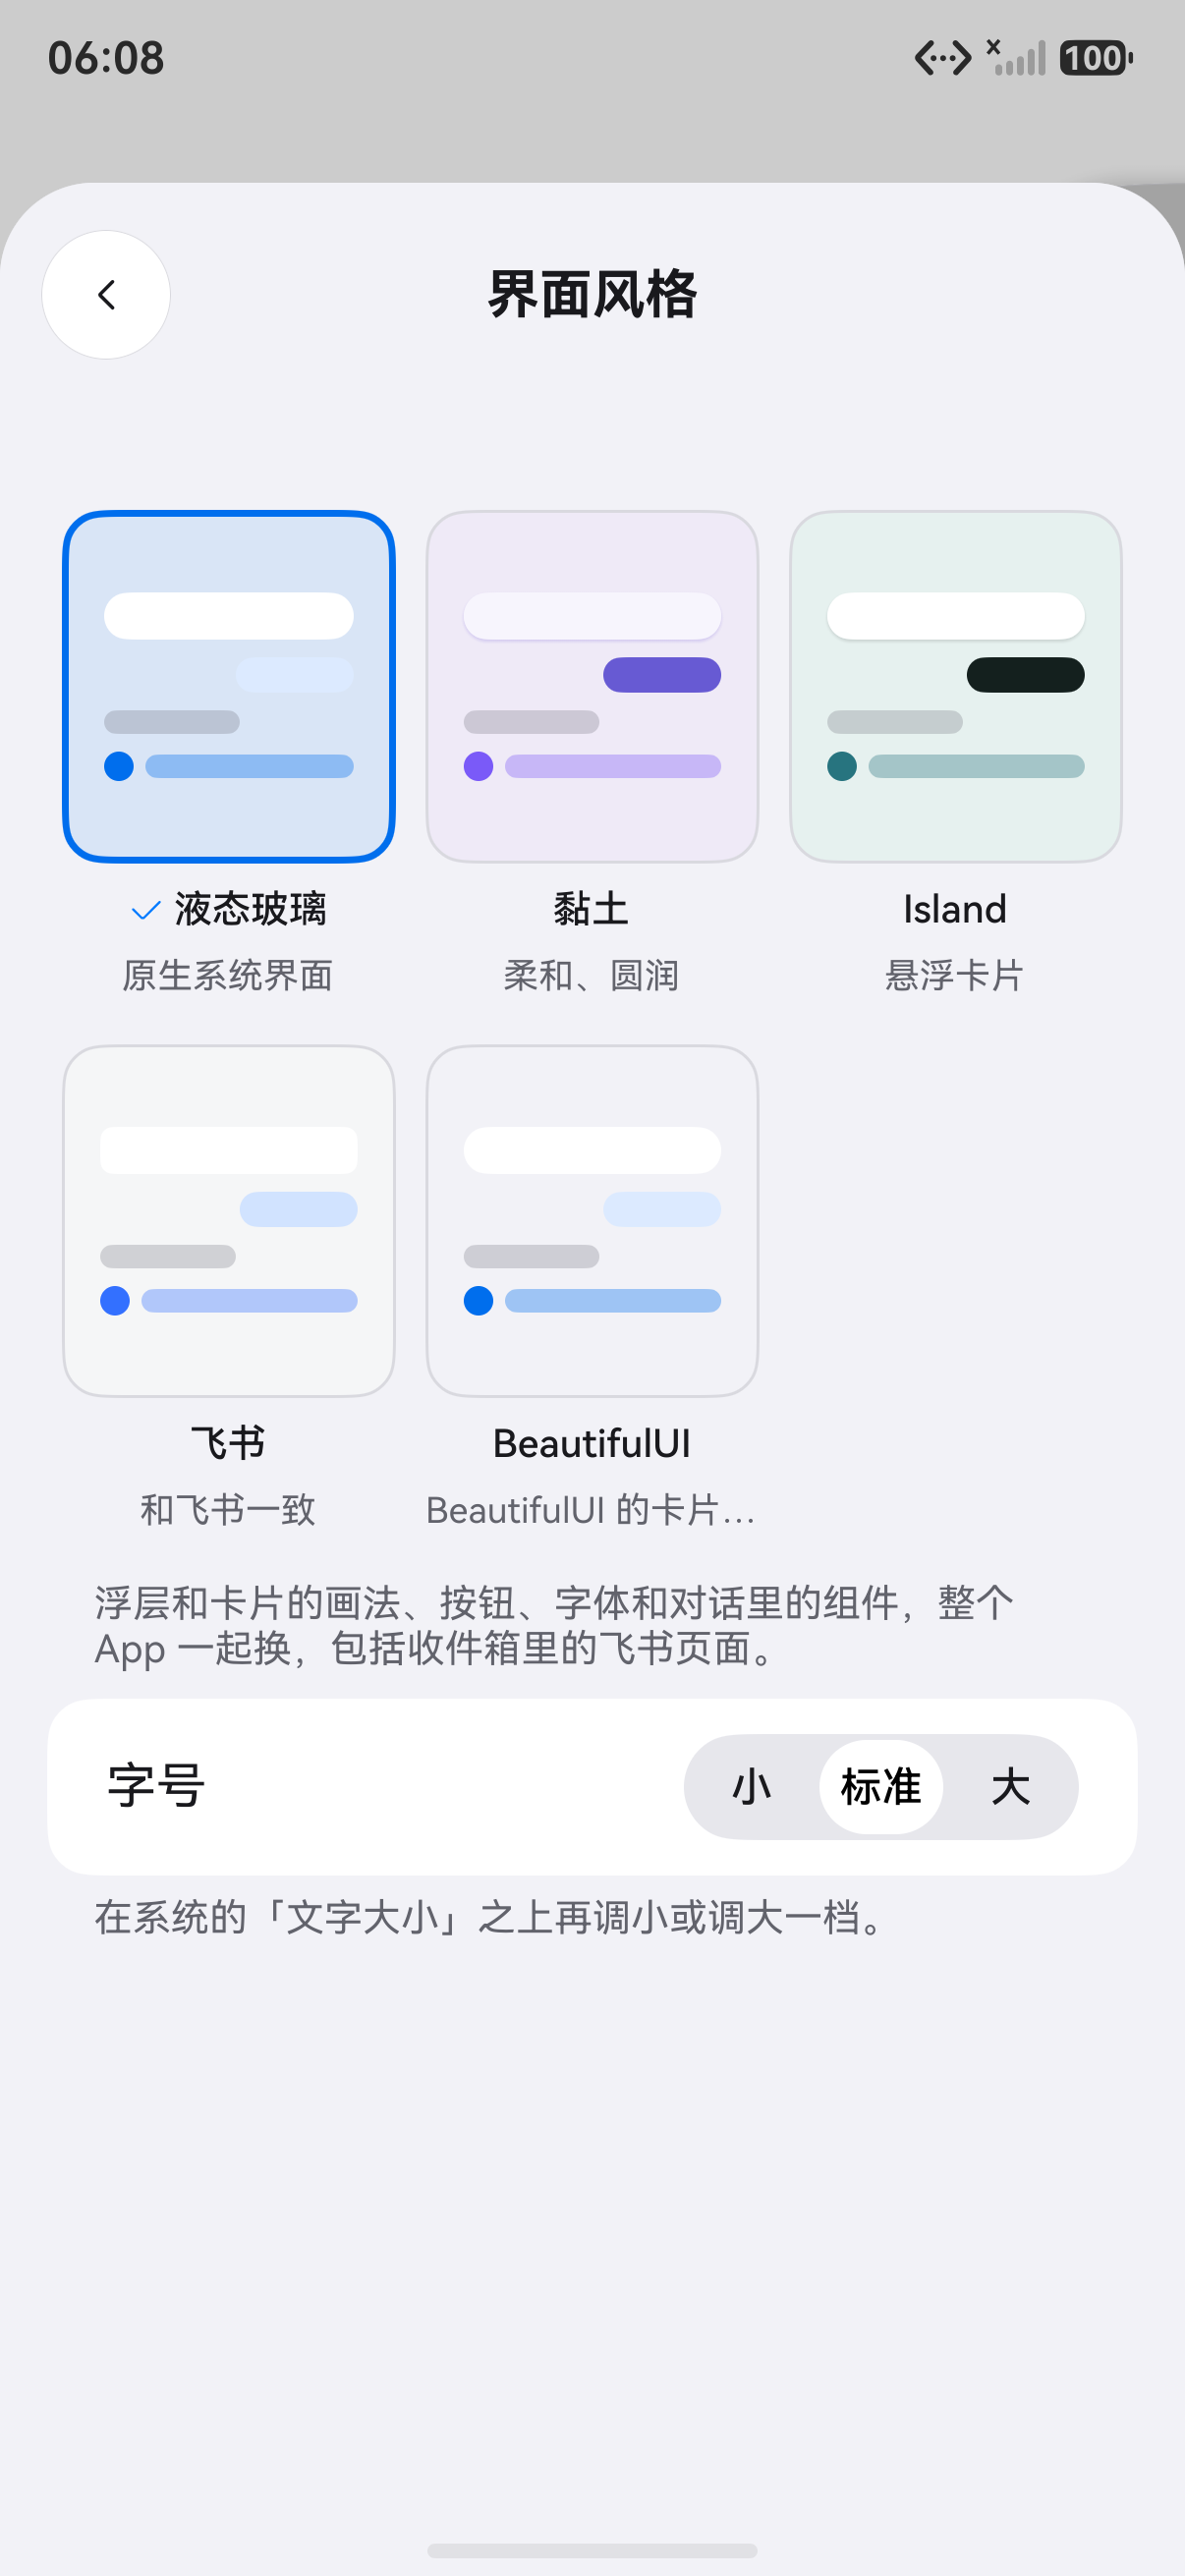 06:08
100
界面风格
液态玻璃
黏土
Island
原生系统界面
柔和、圆润
悬浮卡片
飞书
BeautifulUI
和飞书一致
BeautifulUI 的卡片...
浮层和卡片的画法、按钮、字体和对话里的组件，整个
App 一起换，包括收件箱里的飞书页面。
字号
小
标准
大
在系统的「文字大小」之上再调小或调大一档。